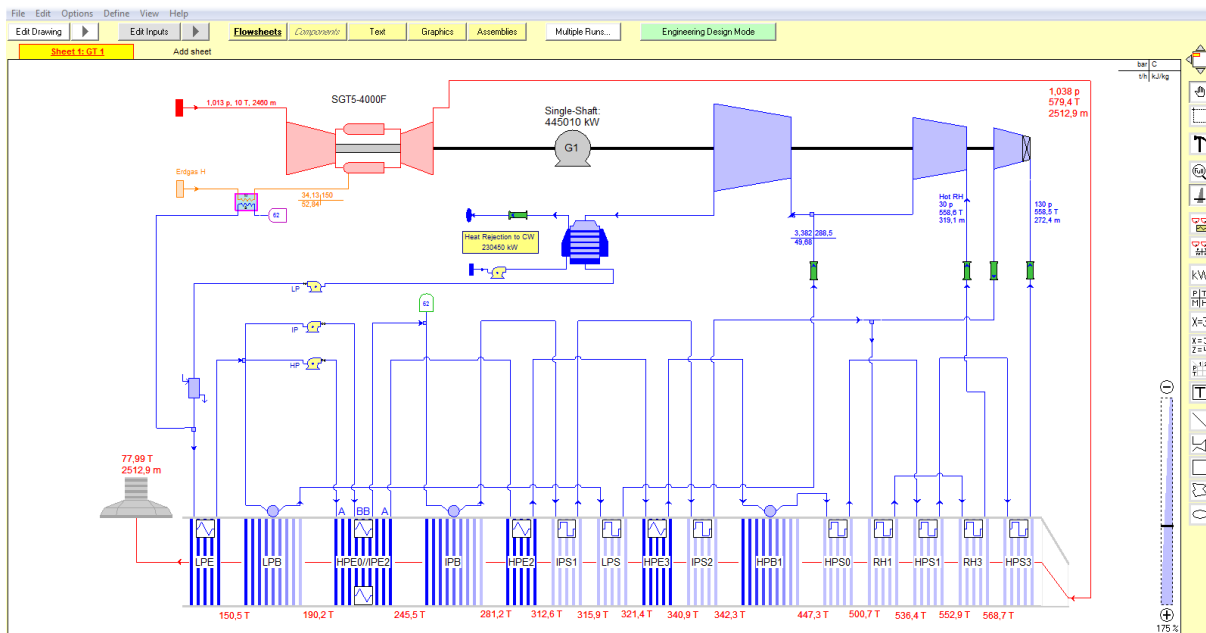 File Edit Options Define View Help
Edit Drawing Edit Inputs Flowsheets Components Text Graphics Assemblies Multiple Runs... Engineering Design Mode
Sheet 1: GT 1 Add sheet
bar C
t/h kJ/kg
SGT5-4000F
1,013 p, 10 T, 2460 m
Single-Shaft:
445010 kW
G1
1,038 p
579,4 T
2512,9 m
Erdgas H
34,13 150
52,84
62
Hot RH
30 p
558,6 T
319,1 m
130 p
558,5 T
272,4 m
Heat Rejection to CW
230450 kW
3,382 288,5
49,68
LP
62
IP
HP
77,99 T
2512,9 m
A BB A
LPE LPB HPE0//IPE2 IPB HPE2 IPS1 LPS HPE3 IPS2 HPB1 HPS0 RH1 HPS1 RH3 HPS3
150,5 T 190,2 T 245,5 T 281,2 T 312,6 T 315,9 T 321,4 T 340,9 T 342,3 T 447,3 T 500,7 T 536,4 T 552,9 T 568,7 T
Full
kW
P T
M H
T
175 %